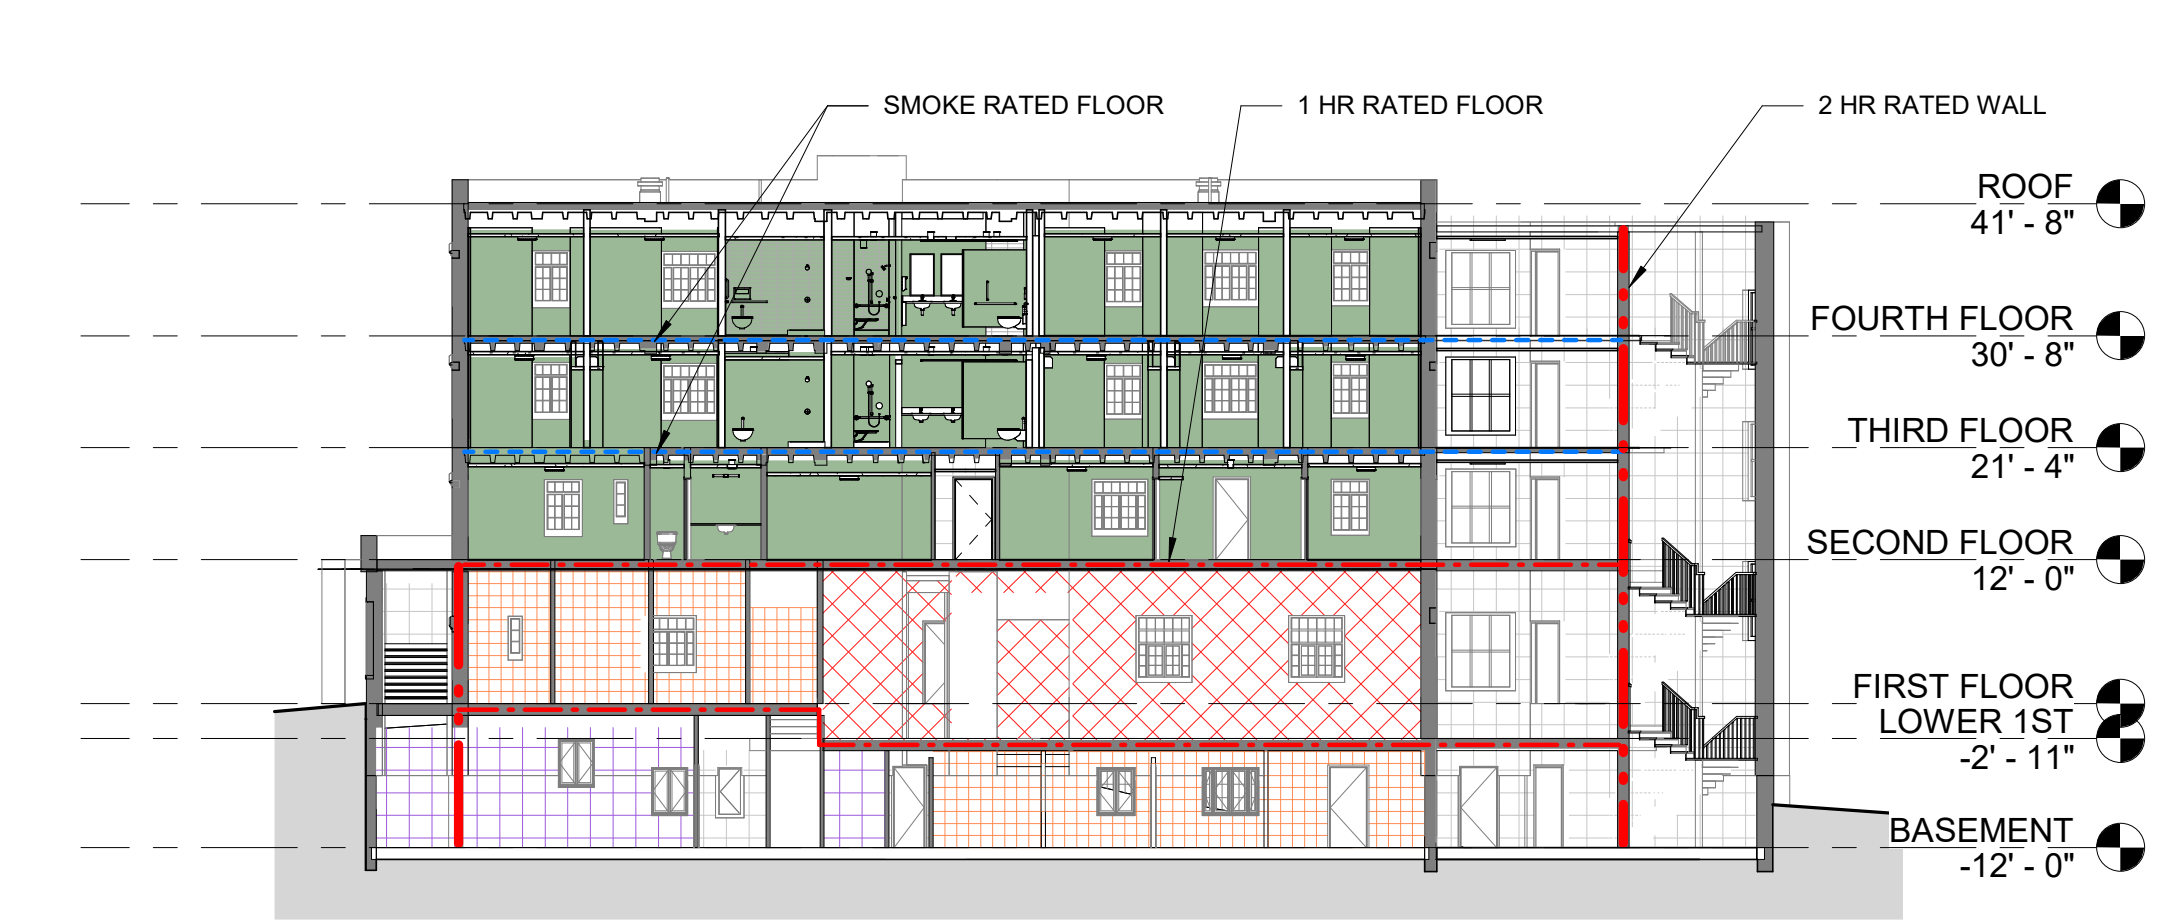 SMOKE RATED FLOOR
1 HR RATED FLOOR
2 HR RATED WALL
ROOF
41' - 8"
FOURTH FLOOR
30' - 8"
THIRD FLOOR
21' - 4"
SECOND FLOOR
12' - 0"
FIRST FLOOR
LOWER 1ST
-2' - 11"
BASEMENT
-12' - 0"